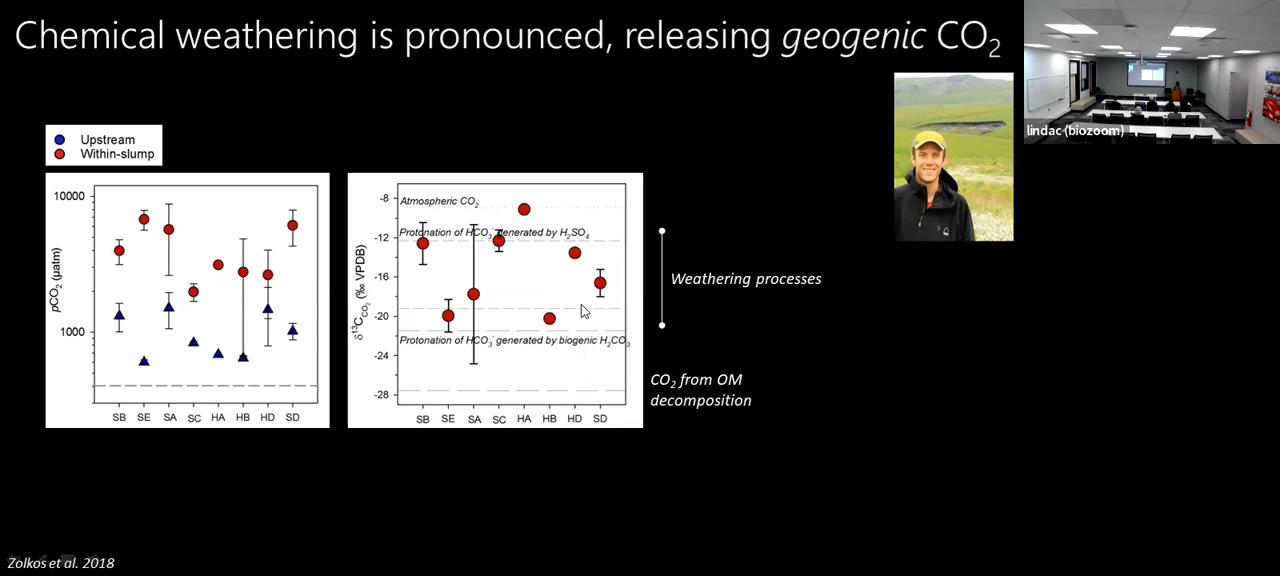 Chemical weathering is pronounced, releasing geogenic CO2
lindac (biozoom)
Upstream
Within-slump
10000
1000
pCO2 (µatm)
SB SE SA SC HA HB HD SD
-8
-12
-16
-20
-24
-28
δ13CCO2 (‰ VPDB)
Atmospheric CO2
Protonation of HCO3- generated by H2SO4
Protonation of HCO3- generated by biogenic H2CO3
SB SE SA SC HA HB HD SD
Weathering processes
CO2 from OM
decomposition
Zolkos et al. 2018